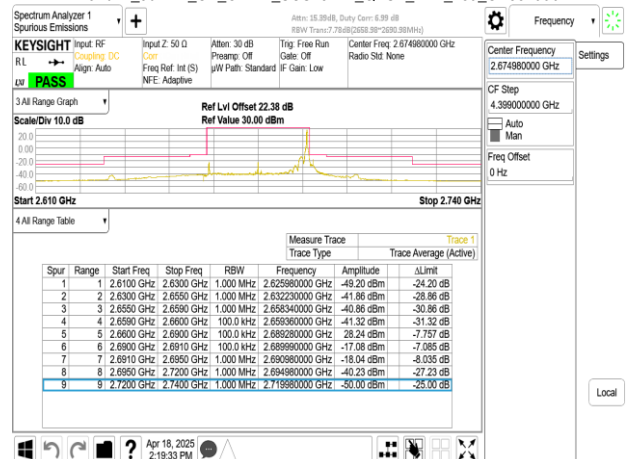 Spectrum Analyzer 1
Spurious Emissions
Attn: 15.39dB, Duty Corr: 6.99 dB
RBW Trans:7.78dB(2658.98~2690.98MHz)
Frequency
KEYSIGHT
Input: RF
Input Z: 50 Ω
Atten: 30 dB
Trig: Free Run
Center Freq: 2.674980000 GHz
RL
Coupling: DC
Corr
Preamp: Off
Gate: Off
Radio Std: None
Align: Auto
Freq Ref: Int (S)
µW Path: Standard
IF Gain: Low
LXI
PASS
NFE: Adaptive
Center Frequency
2.674980000 GHz
Settings
CF Step
4.399000000 GHz
Auto
Man
Freq Offset
0 Hz
3 All Range Graph
Ref Lvl Offset 22.38 dB
Scale/Div 10.0 dB
Ref Value 30.00 dBm
20.0
0.00
-20.0
-40.0
-60.0
Start 2.610 GHz
Stop 2.740 GHz
4 All Range Table
Measure Trace Trace 1
Trace Type Trace Average (Active)
Spur Range Start Freq Stop Freq RBW Frequency Amplitude ΔLimit
1 1 2.6100 GHz 2.6300 GHz 1.000 MHz 2.625980000 GHz -49.20 dBm -24.20 dB
2 2 2.6300 GHz 2.6550 GHz 1.000 MHz 2.632230000 GHz -41.86 dBm -28.86 dB
3 3 2.6550 GHz 2.6590 GHz 1.000 MHz 2.658340000 GHz -40.86 dBm -30.86 dB
4 4 2.6590 GHz 2.6600 GHz 100.0 kHz 2.659360000 GHz -41.32 dBm -31.32 dB
5 5 2.6600 GHz 2.6900 GHz 100.0 kHz 2.689280000 GHz 28.24 dBm -7.757 dB
6 6 2.6900 GHz 2.6910 GHz 100.0 kHz 2.689990000 GHz -17.08 dBm -7.085 dB
7 7 2.6910 GHz 2.6950 GHz 1.000 MHz 2.690980000 GHz -18.04 dBm -8.035 dB
8 8 2.6950 GHz 2.7200 GHz 1.000 MHz 2.694980000 GHz -40.23 dBm -27.23 dB
9 9 2.7200 GHz 2.7400 GHz 1.000 MHz 2.719980000 GHz -50.00 dBm -25.00 dB
Local
?
Apr 18, 2025
2:19:33 PM